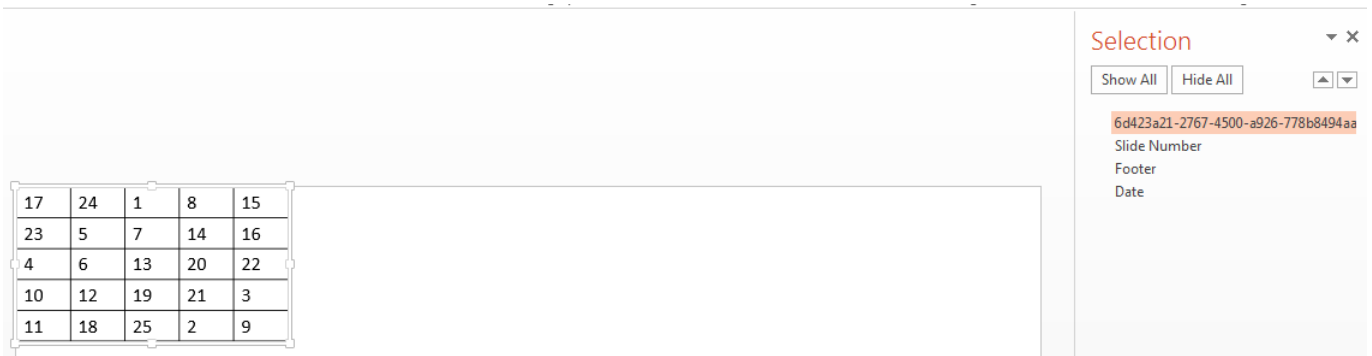 Selection
Show All Hide All
6d423a21-2767-4500-a926-778b8494aa
Slide Number
Footer
Date
17 24 1 8 15
23 5 7 14 16
4 6 13 20 22
10 12 19 21 3
11 18 25 2 9